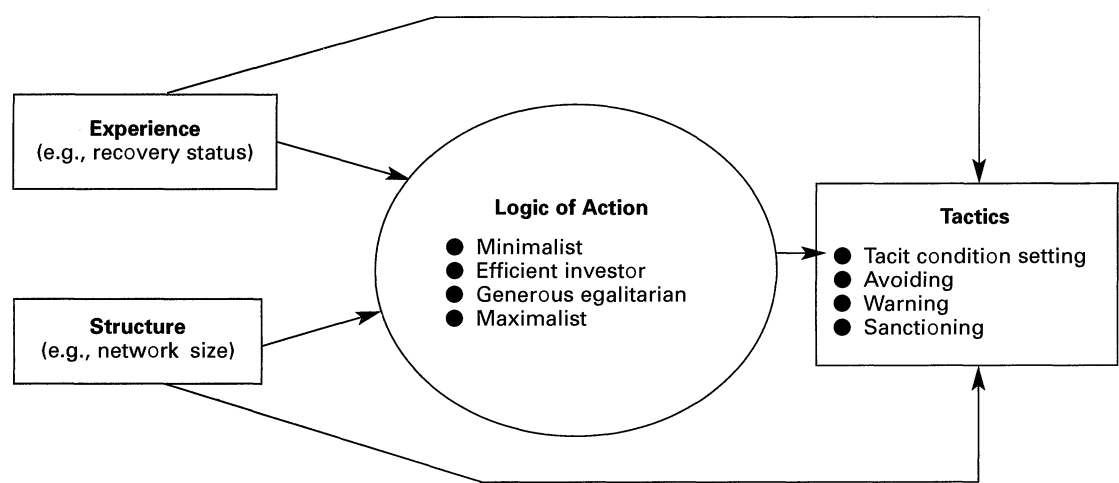 Experience
(e.g., recovery status)
Logic of Action
● Minimalist
● Efficient investor
● Generous egalitarian
● Maximalist
Tactics
● Tacit condition setting
● Avoiding
● Warning
● Sanctioning
Structure
(e.g., network size)